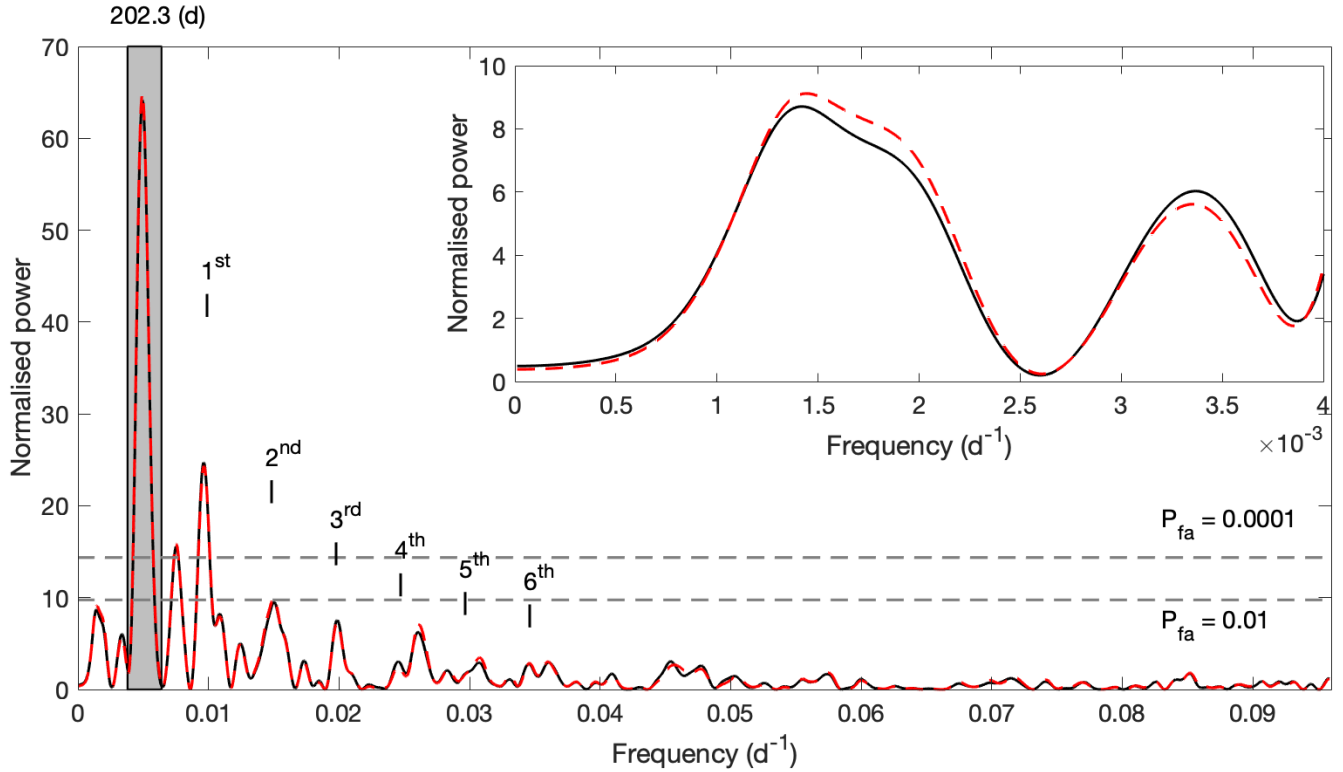 202.3 (d)
70
60
50
40
30
20
10
0
Normalised power
1st
2nd
3rd
4th
5th
6th
Pfa = 0.0001
Pfa = 0.01
0 0.01 0.02 0.03 0.04 0.05 0.06 0.07 0.08 0.09
Frequency (d-1)
10
8
6
4
2
0
Normalised power
0 0.5 1 1.5 2 2.5 3 3.5 4
×10-3
Frequency (d-1)